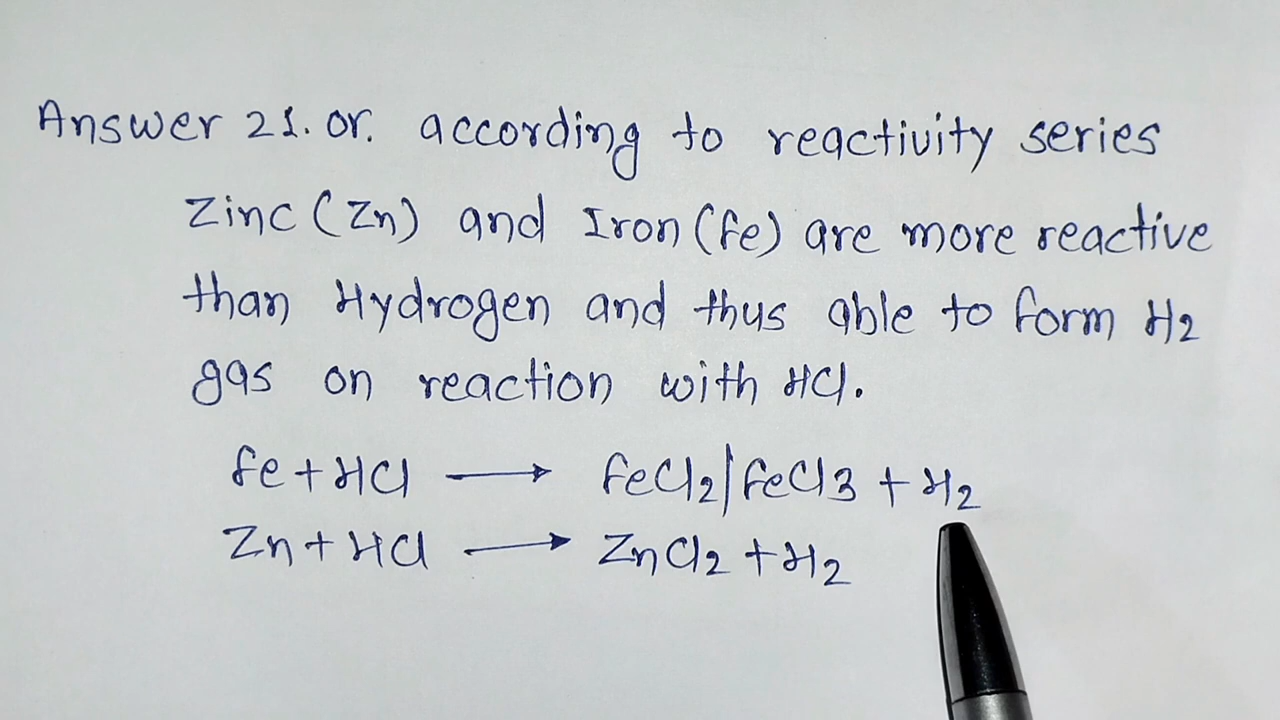 Answer 21. or. according to reactivity series
Zinc (Zn) and Iron (Fe) are more reactive
than Hydrogen and thus able to form H2
gas on reaction with HCl.
Fe + HCl → FeCl2/FeCl3 + H2
Zn + HCl → ZnCl2 + H2